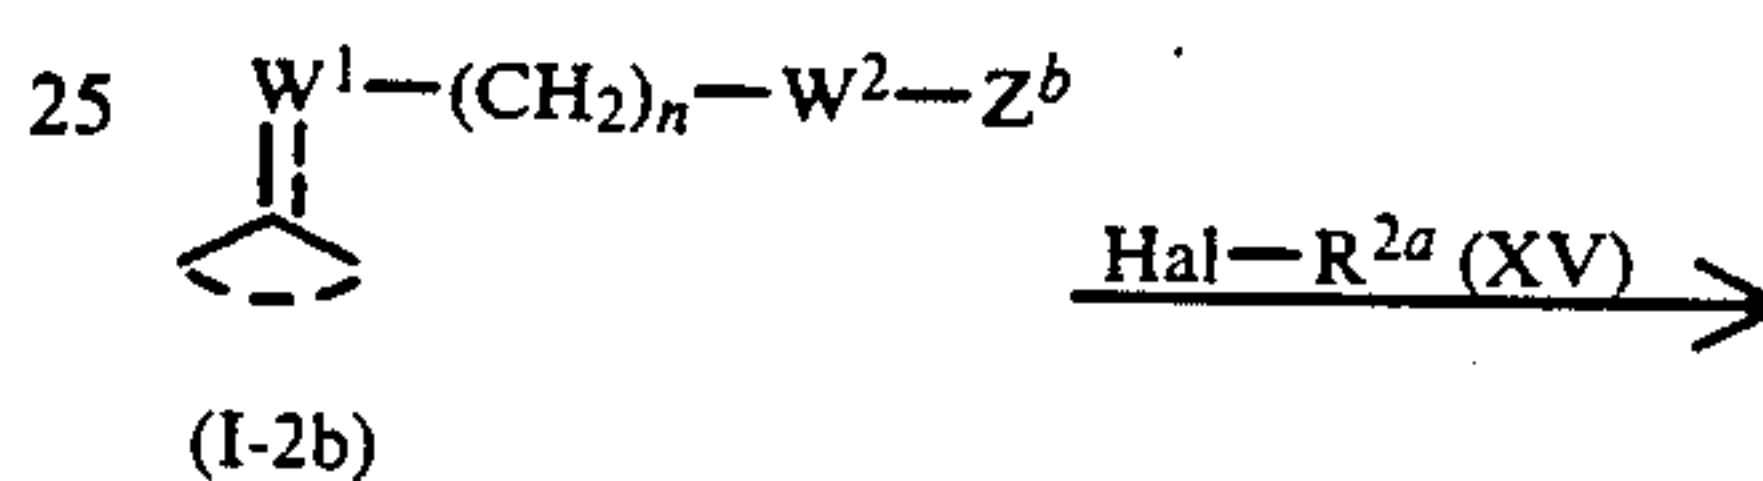 25 W¹—(CH₂)ₙ—W²—Zᵇ
Hal—R²ᵃ (XV)
(I-2b)